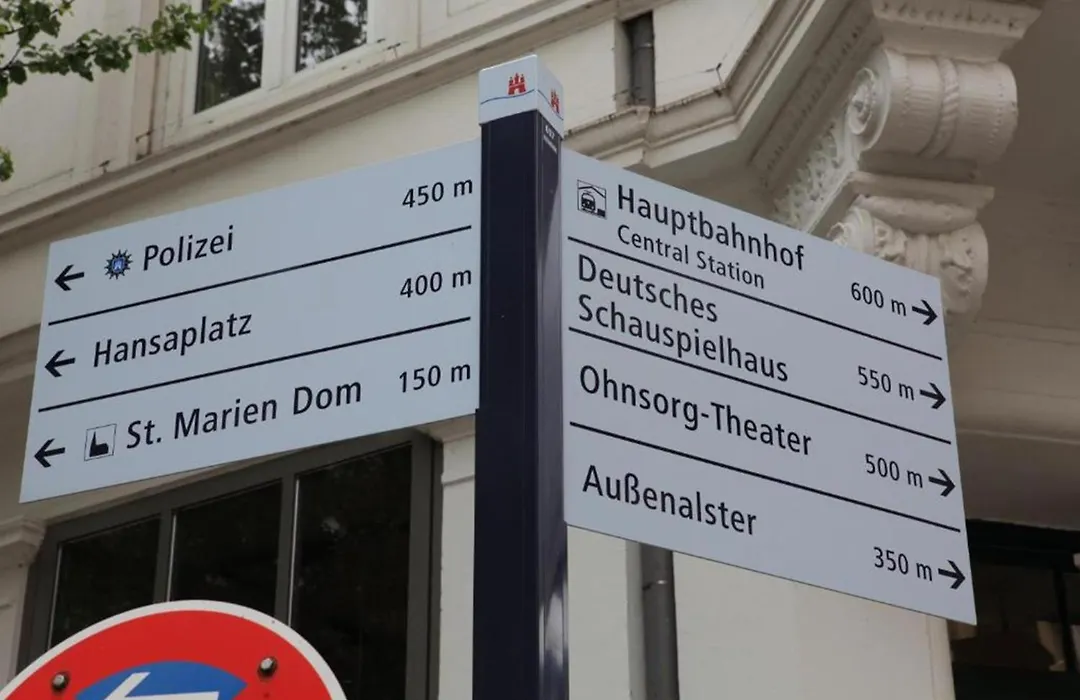 Polizei 450 m
Hansaplatz 400 m
St. Marien Dom 150 m
Hauptbahnhof
Central Station 600 m
Deutsches
Schauspielhaus 550 m
Ohnsorg-Theater 500 m
Außenalster 350 m